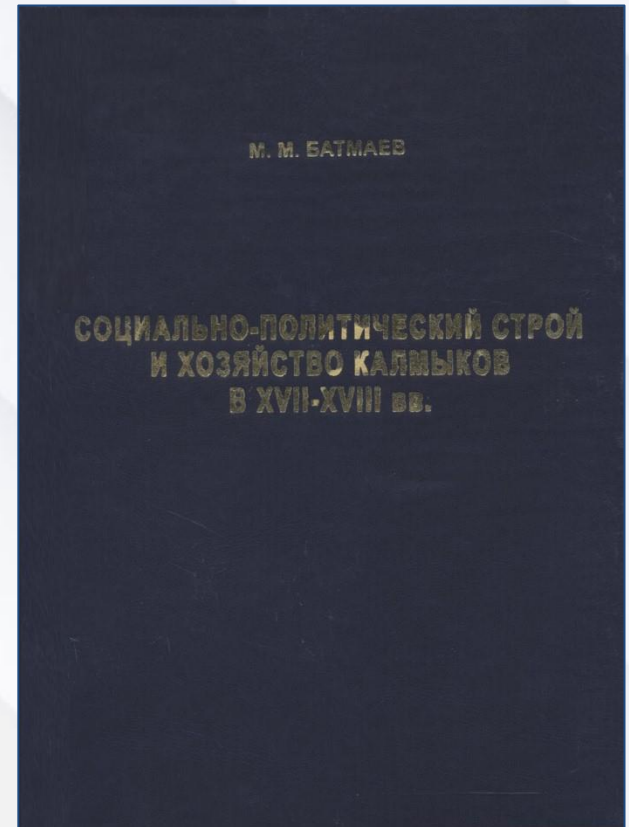 М. М. БАТМАЕВ
СОЦИАЛЬНО-ПОЛИТИЧЕСКИЙ СТРОЙ
И ХОЗЯЙСТВО КАЛМЫКОВ
В XVII-XVIII вв.